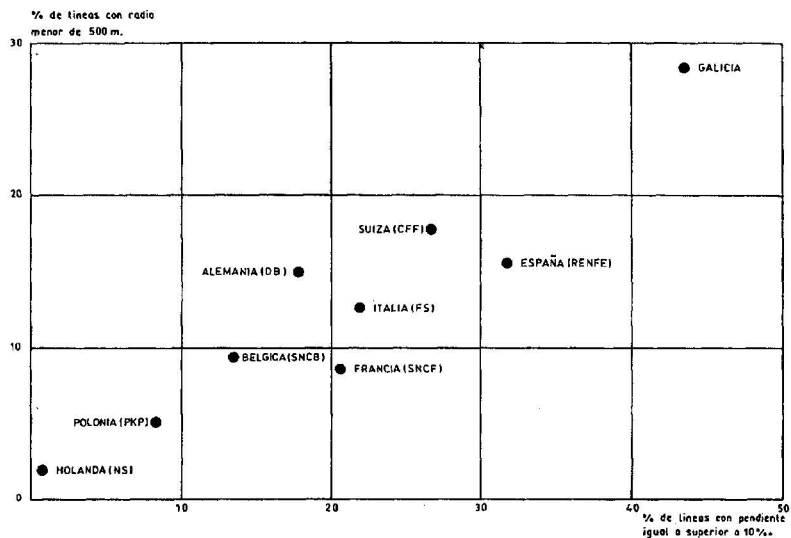 % de lineas con radio
menor de 500 m.
30
GALICIA
20
SUIZA (CFF)
ESPAÑA (RENFE)
ALEMANIA (DB)
ITALIA (FS)
10
BELGICA (SNCB)
FRANCIA (SNCF)
POLONIA (PKP)
HOLANDA (NS)
0
10
20
30
40
50
% de lineas con pendiente
igual o superior a 10‰